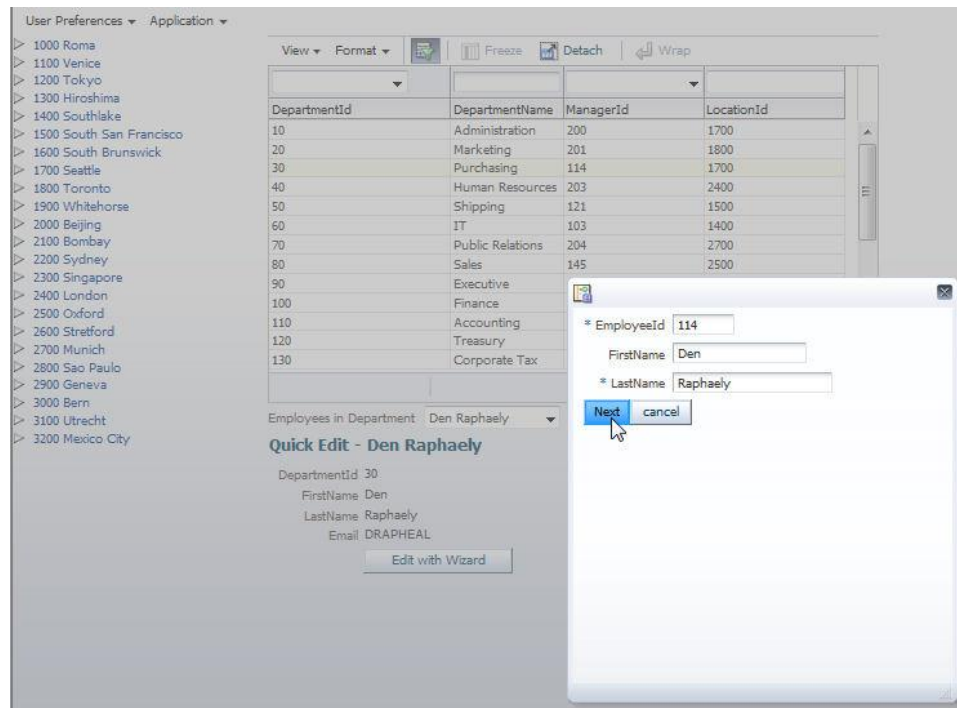 User Preferences Application
1000 Roma
1100 Venice
1200 Tokyo
1300 Hiroshima
1400 Southlake
1500 South San Francisco
1600 South Brunswick
1700 Seattle
1800 Toronto
1900 Whitehorse
2000 Beijing
2100 Bombay
2200 Sydney
2300 Singapore
2400 London
2500 Oxford
2600 Stretford
2700 Munich
2800 Sao Paulo
2900 Geneva
3000 Bern
3100 Utrecht
3200 Mexico City
View Format Freeze Detach Wrap
DepartmentId DepartmentName ManagerId LocationId
10 Administration 200 1700
20 Marketing 201 1800
30 Purchasing 114 1700
40 Human Resources 203 2400
50 Shipping 121 1500
60 IT 103 1400
70 Public Relations 204 2700
80 Sales 145 2500
90 Executive
100 Finance
110 Accounting
120 Treasury
130 Corporate Tax
Employees in Department Den Raphaely
Quick Edit - Den Raphaely
DepartmentId 30
FirstName Den
LastName Raphaely
Email DRAPHEAL
Edit with Wizard
* EmployeeId 114
FirstName Den
* LastName Raphaely
Next cancel